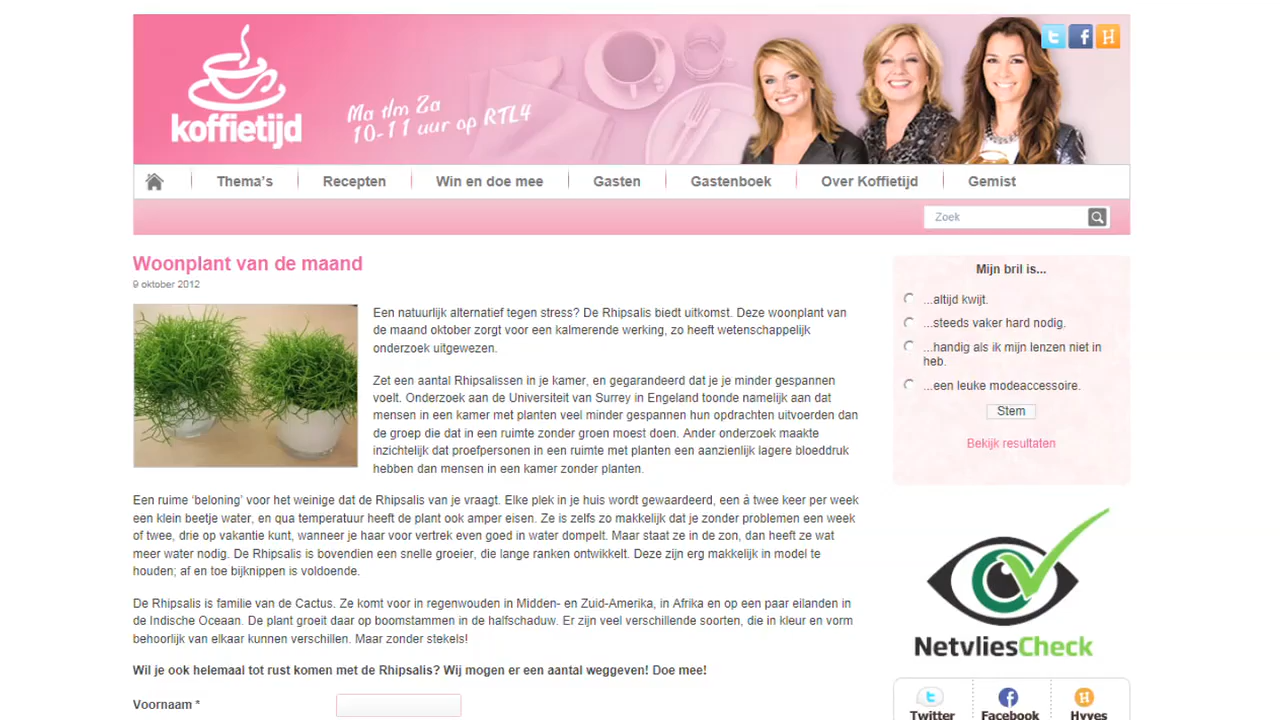 koffietijd
Ma t/m Za
10-11 uur op RTL4
Thema's
Recepten
Win en doe mee
Gasten
Gastenboek
Over Koffietijd
Gemist
Zoek
Woonplant van de maand
9 oktober 2012
Een natuurlijk alternatief tegen stress? De Rhipsalis biedt uitkomst. Deze woonplant van
de maand oktober zorgt voor een kalmerende werking, zo heeft wetenschappelijk
onderzoek uitgewezen.
Zet een aantal Rhipsalissen in je kamer, en gegarandeerd dat je je minder gespannen
voelt. Onderzoek aan de Universiteit van Surrey in Engeland toonde namelijk aan dat
mensen in een kamer met planten veel minder gespannen hun opdrachten uitvoerden dan
de groep die dat in een ruimte zonder groen moest doen. Ander onderzoek maakte
inzichtelijk dat proefpersonen in een ruimte met planten een aanzienlijk lagere bloeddruk
hebben dan mensen in een kamer zonder planten.
Een ruime ‘beloning’ voor het weinige dat de Rhipsalis van je vraagt. Elke plek in je huis wordt gewaardeerd, een á twee keer per week
een klein beetje water, en qua temperatuur heeft de plant ook amper eisen. Ze is zelfs zo makkelijk dat je zonder problemen een week
of twee, drie op vakantie kunt, wanneer je haar voor vertrek even goed in water dompelt. Maar staat ze in de zon, dan heeft ze wat
meer water nodig. De Rhipsalis is bovendien een snelle groeier, die lange ranken ontwikkelt. Deze zijn erg makkelijk in model te
houden; af en toe bijknippen is voldoende.
De Rhipsalis is familie van de Cactus. Ze komt voor in regenwouden in Midden- en Zuid-Amerika, in Afrika en op een paar eilanden in
de Indische Oceaan. De plant groeit daar op boomstammen in de halfschaduw. Er zijn veel verschillende soorten, die in kleur en vorm
behoorlijk van elkaar kunnen verschillen. Maar zonder stekels!
Wil je ook helemaal tot rust komen met de Rhipsalis? Wij mogen er een aantal weggeven! Doe mee!
Voornaam *
Mijn bril is...
...altijd kwijt.
...steeds vaker hard nodig.
...handig als ik mijn lenzen niet in
heb.
...een leuke modeaccessoire.
Stem
Bekijk resultaten
NetvliesCheck
Twitter
Facebook
Hyves